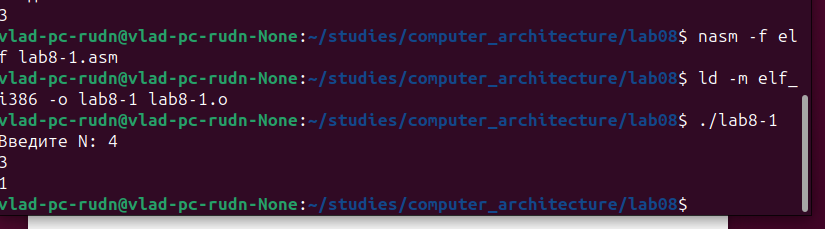 3
vlad-pc-rudn@vlad-pc-rudn-None:~/studies/computer_architecture/lab08$ nasm -f el
f lab8-1.asm
vlad-pc-rudn@vlad-pc-rudn-None:~/studies/computer_architecture/lab08$ ld -m elf_
i386 -o lab8-1 lab8-1.o
vlad-pc-rudn@vlad-pc-rudn-None:~/studies/computer_architecture/lab08$ ./lab8-1
Введите N: 4
3
1
vlad-pc-rudn@vlad-pc-rudn-None:~/studies/computer_architecture/lab08$